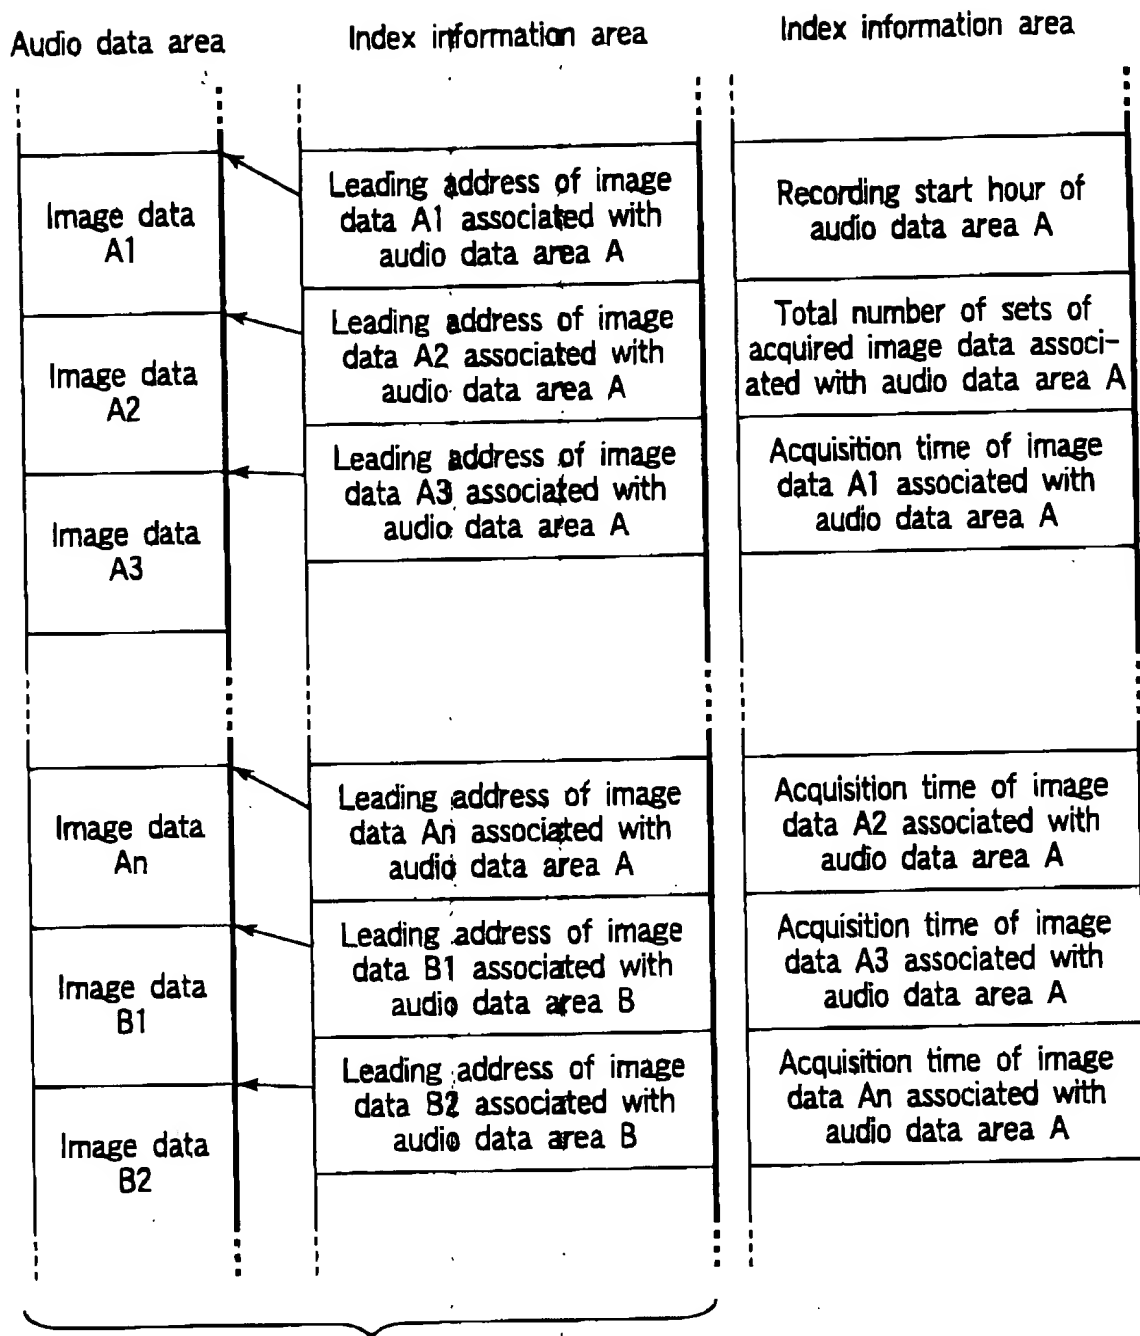 Audio data area
Image data
A1
Image data
A2
Image data
A3
Image data
An
Image data
B1
Image data
B2
Index information area
Leading address of image
data A1 associated with
audio data area A
Leading address of image
data A2 associated with
audio data area A
Leading address of image
data A3 associated with
audio data area A
Leading address of image
data An associated with
audio data area A
Leading address of image
data B1 associated with
audio data area B
Leading address of image
data B2 associated with
audio data area B
Index information area
Recording start hour of
audio data area A
Total number of sets of
acquired image data associ-
ated with audio data area A
Acquisition time of image
data A1 associated with
audio data area A
Acquisition time of image
data A2 associated with
audio data area A
Acquisition time of image
data A3 associated with
audio data area A
Acquisition time of image
data An associated with
audio data area A